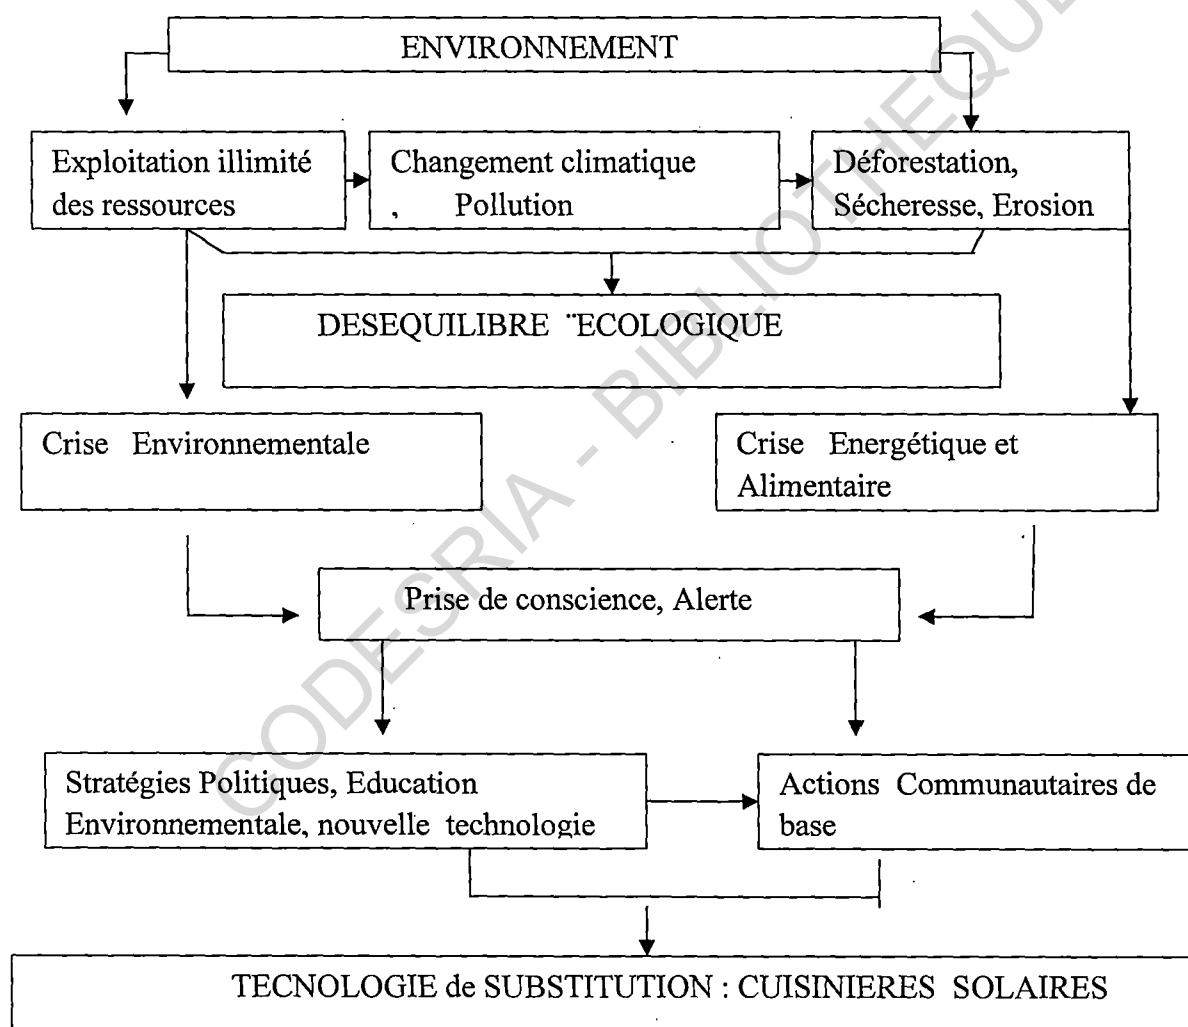 ENVIRONNEMENT
Exploitation illimité
des ressources
Changement climatique
, Pollution
Déforestation,
Sécheresse, Erosion
DESEQUILIBRE ¨ECOLOGIQUE
Crise Environnementale
Crise Energétique et
Alimentaire
Prise de conscience, Alerte
Stratégies Politiques, Education
Environnementale, nouvelle technologie
Actions Communautaires de
base
TECNOLOGIE de SUBSTITUTION : CUISINIERES SOLAIRES
CODESRIA - BIBLIOTHEQUE